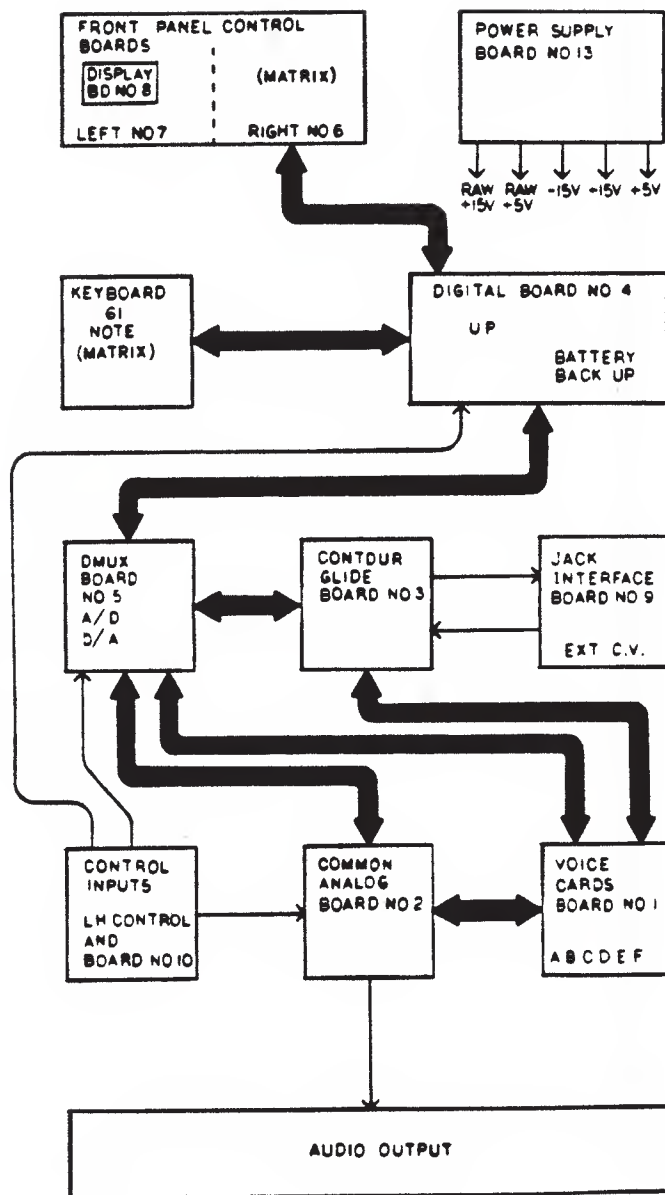 FRONT PANEL CONTROL
BOARDS
DISPLAY
BD NO 8
(MATRIX)
LEFT NO 7
RIGHT NO 6
POWER SUPPLY
BOARD NO 13
RAW
+15V
RAW
+5V
-15V
+15V
+5V
KEYBOARD
61
NOTE
(MATRIX)
DIGITAL BOARD NO 4
UP
BATTERY
BACK UP
DMUX
BOARD
NO 5
A/D
D/A
CONTOUR
GLIDE
BOARD NO 3
JACK
INTERFACE
BOARD NO 9
EXT C.V.
CONTROL
INPUTS
LH CONTROL
AND
BOARD NO 10
COMMON
ANALOG
BOARD NO 2
VOICE
CARDS
BOARD NO 1
A B C D E F
AUDIO OUTPUT